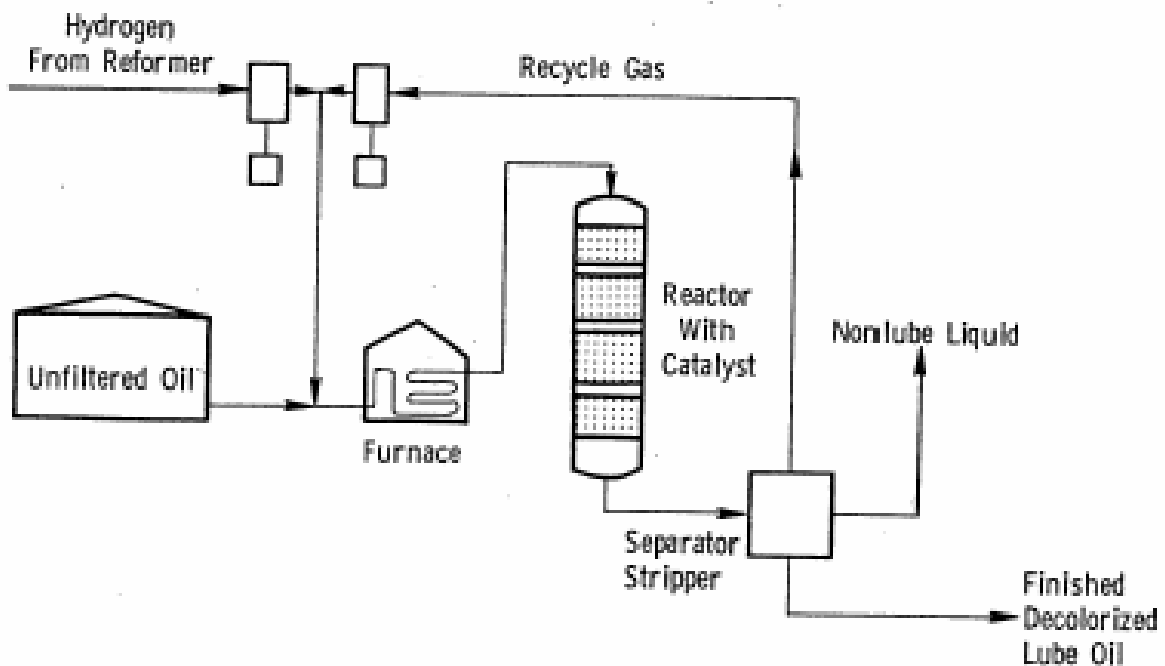 Hydrogen
From Reformer
Recycle Gas
Unfiltered Oil
Furnace
Reactor
With
Catalyst
Nonlube Liquid
Separator
Stripper
Finished
Decolorized
Lube Oil